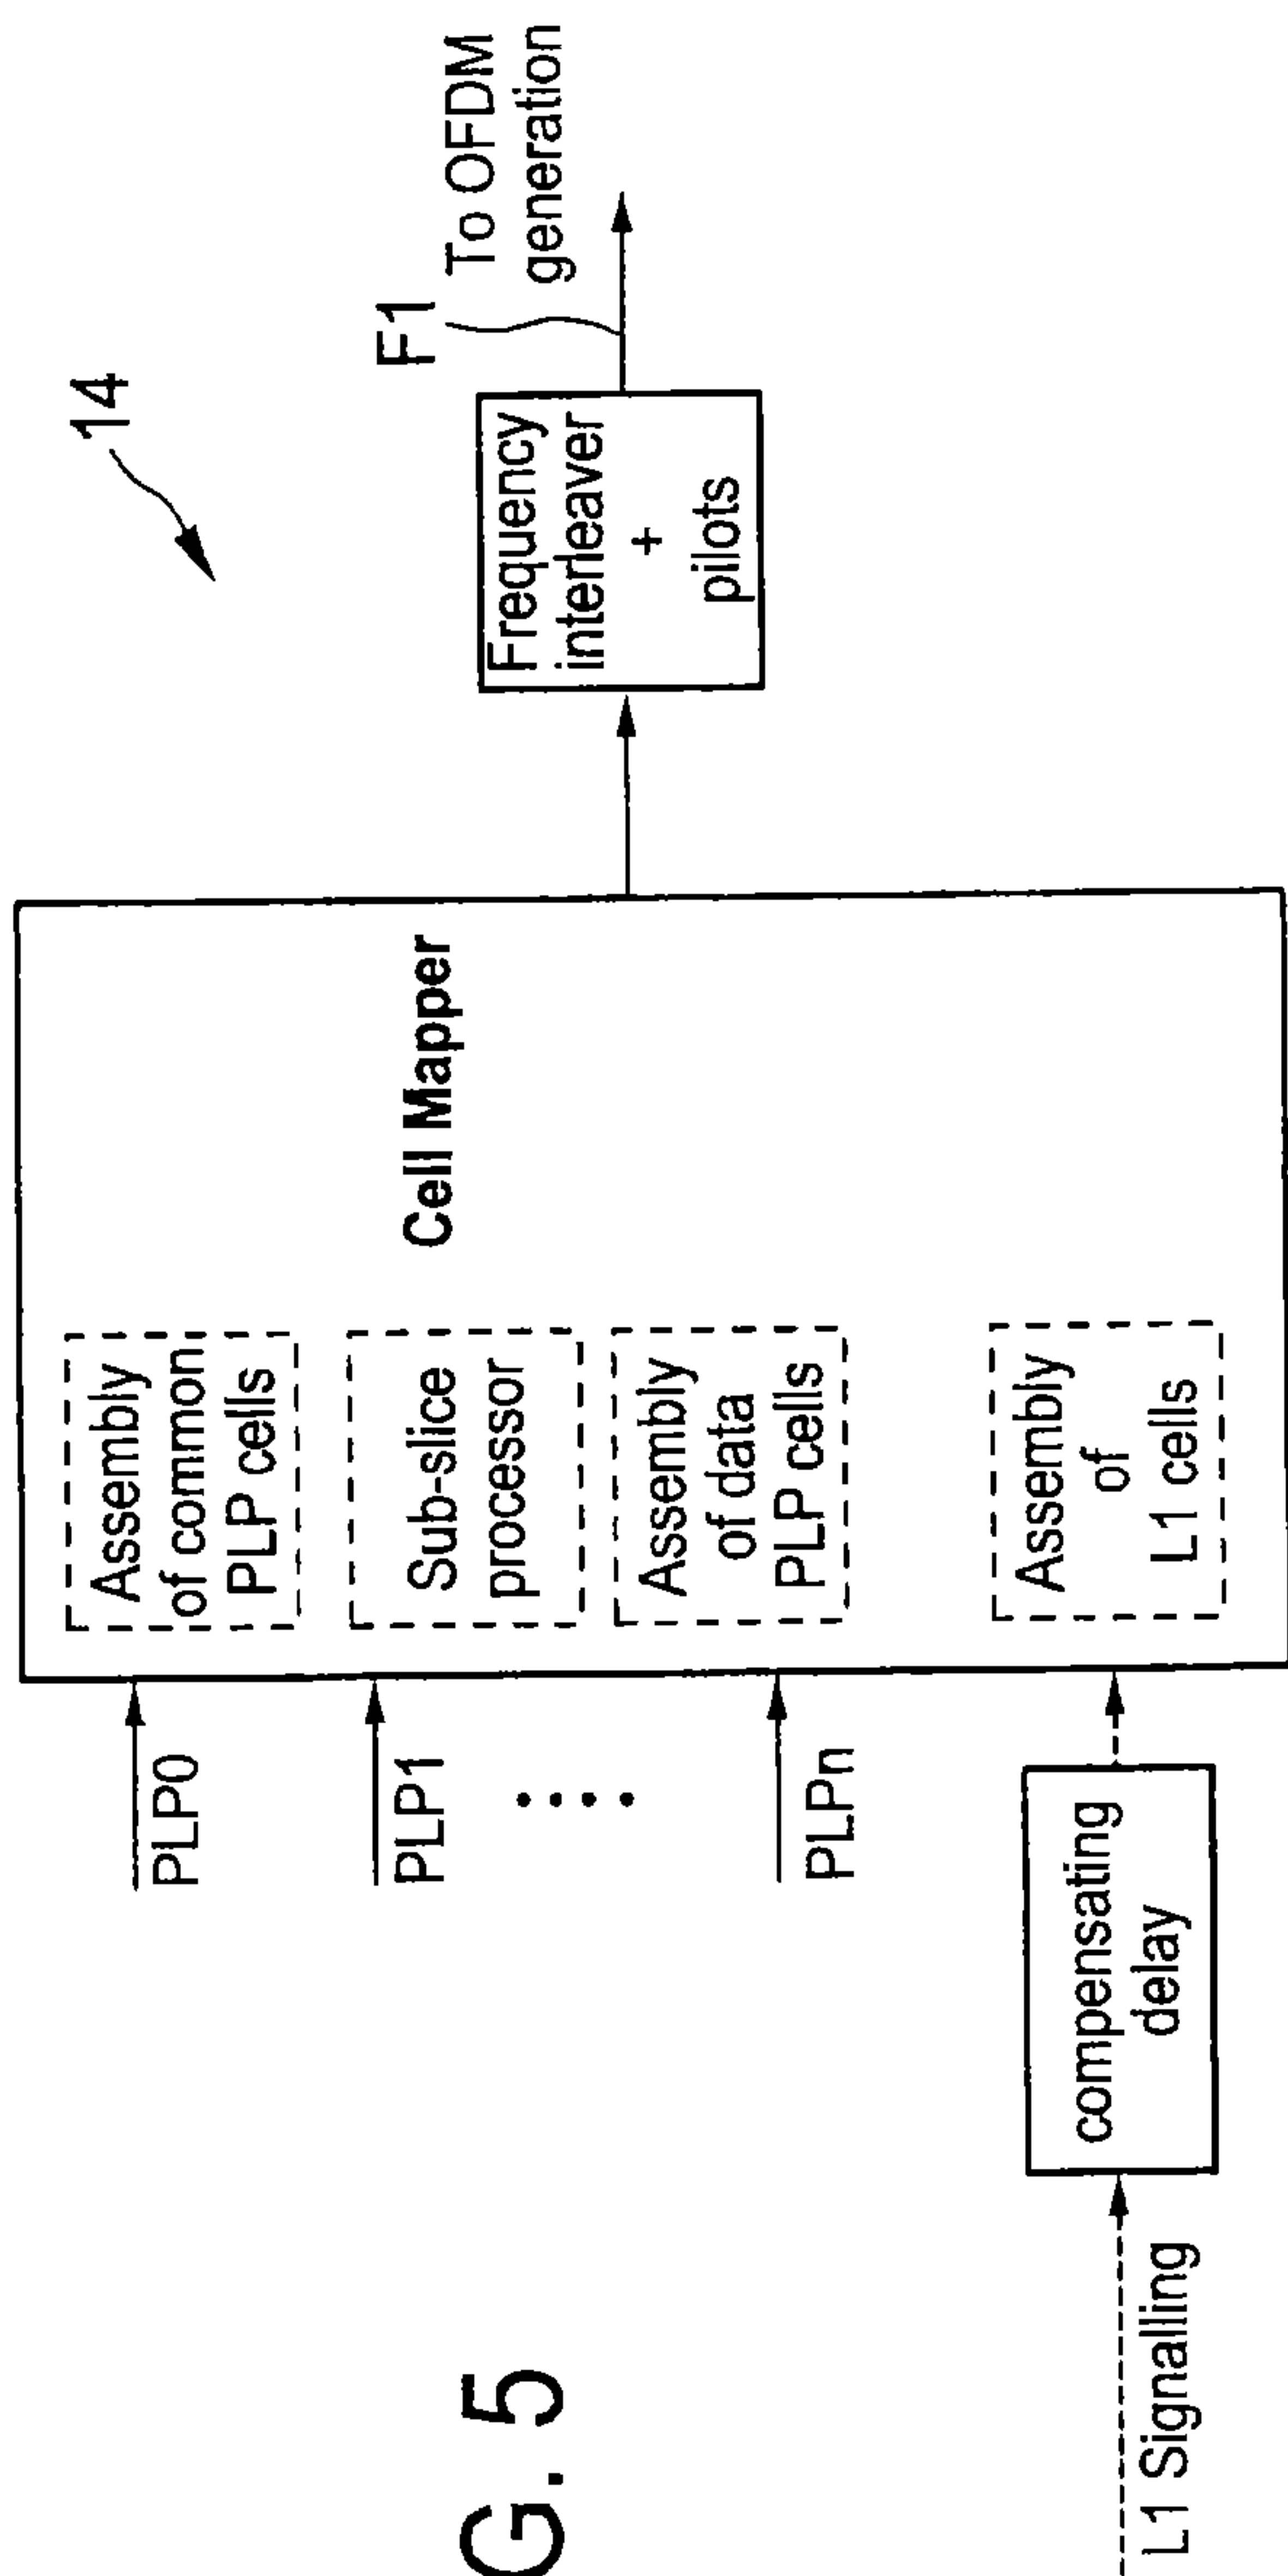 14
PLP0
PLP1
PLPn
Assembly
of common
PLP cells
Sub-slice
processor
Assembly
of data
PLP cells
Assembly
of
L1 cells
Cell Mapper
Frequency
interleaver
+
pilots
F1
To OFDM
generation
L1 Signalling
compensating
delay
G. 5